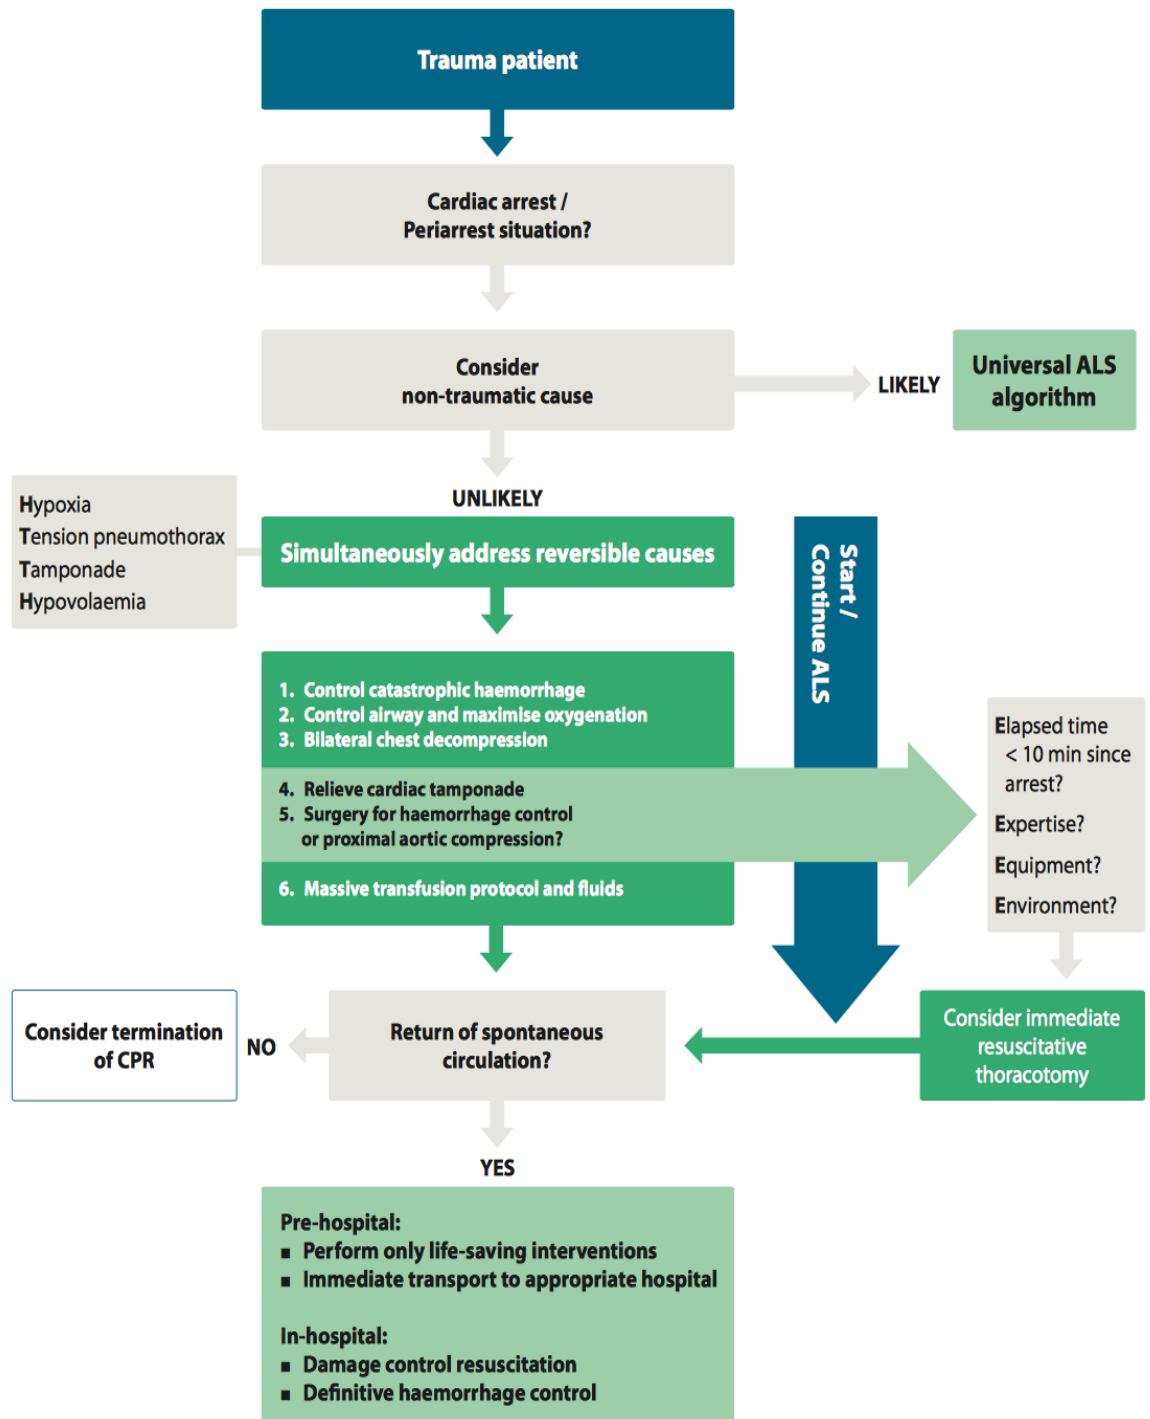 Trauma patient
Cardiac arrest /
Periarrest situation?
Consider
non-traumatic cause
LIKELY
Universal ALS
algorithm
UNLIKELY
Hypoxia
Tension pneumothorax
Tamponade
Hypovolaemia
Simultaneously address reversible causes
Start /
Continue ALS
1. Control catastrophic haemorrhage
2. Control airway and maximise oxygenation
3. Bilateral chest decompression
4. Relieve cardiac tamponade
5. Surgery for haemorrhage control
or proximal aortic compression?
6. Massive transfusion protocol and fluids
Elapsed time
< 10 min since
arrest?
Expertise?
Equipment?
Environment?
Consider immediate
resuscitative
thoracotomy
Return of spontaneous
circulation?
NO
Consider termination
of CPR
YES
Pre-hospital:
▪ Perform only life-saving interventions
▪ Immediate transport to appropriate hospital
In-hospital:
▪ Damage control resuscitation
▪ Definitive haemorrhage control